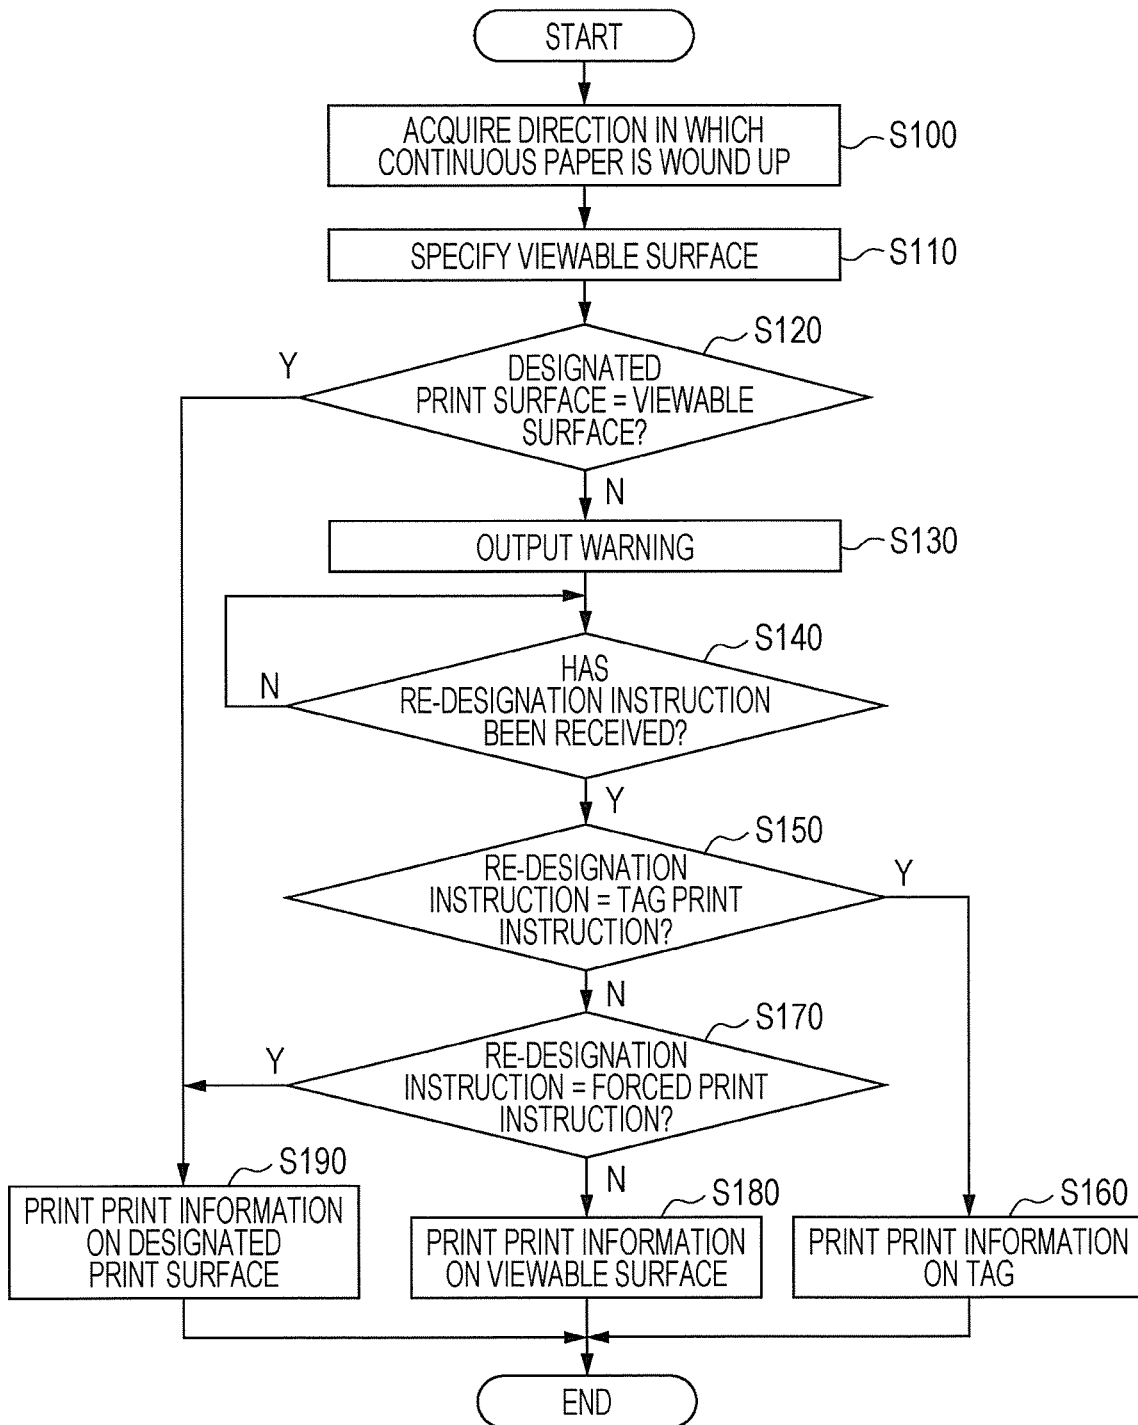 START
ACQUIRE DIRECTION IN WHICH
CONTINUOUS PAPER IS WOUND UP
S100
SPECIFY VIEWABLE SURFACE
S110
S120
Y
DESIGNATED
PRINT SURFACE = VIEWABLE
SURFACE?
N
OUTPUT WARNING
S130
S140
HAS
RE-DESIGNATION INSTRUCTION
BEEN RECEIVED?
N
Y
S150
RE-DESIGNATION
INSTRUCTION = TAG PRINT
INSTRUCTION?
Y
N
S170
Y
RE-DESIGNATION
INSTRUCTION = FORCED PRINT
INSTRUCTION?
N
S190
PRINT PRINT INFORMATION
ON DESIGNATED
PRINT SURFACE
S180
PRINT PRINT INFORMATION
ON VIEWABLE SURFACE
S160
PRINT PRINT INFORMATION
ON TAG
END